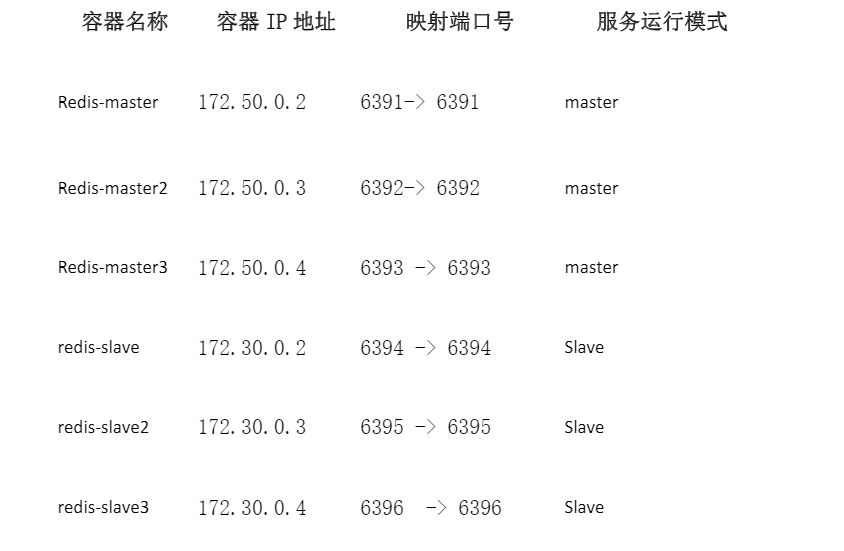 容器名称 容器 IP 地址 映射端口号 服务运行模式
Redis-master 172.50.0.2 6391-> 6391 master
Redis-master2 172.50.0.3 6392-> 6392 master
Redis-master3 172.50.0.4 6393 -> 6393 master
redis-slave 172.30.0.2 6394 -> 6394 Slave
redis-slave2 172.30.0.3 6395 -> 6395 Slave
redis-slave3 172.30.0.4 6396 -> 6396 Slave